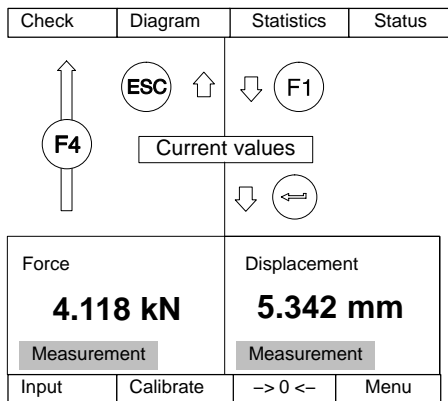 Check Diagram Statistics Status
ESC F1
F4
Current values
Force Displacement
4.118 kN 5.342 mm
Measurement Measurement
Input Calibrate –> 0 <– Menu